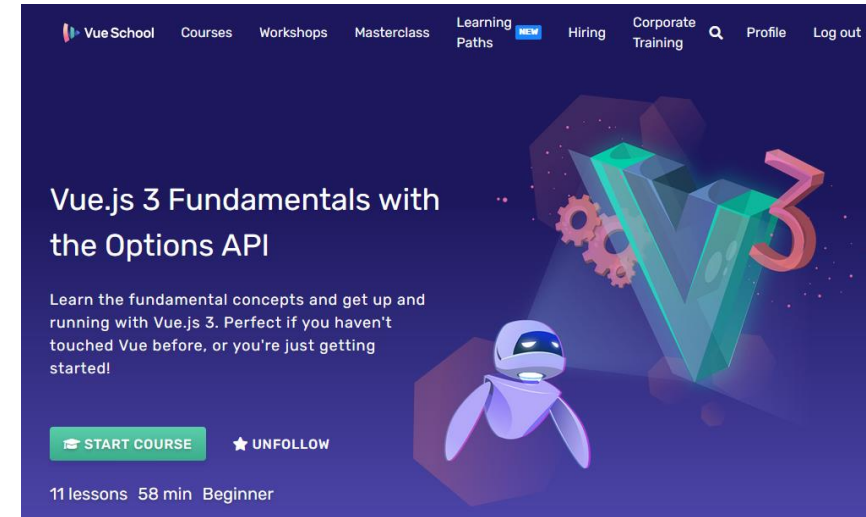 Vue School
Courses
Workshops
Masterclass
Learning
Paths
NEW
Hiring
Corporate
Training
Profile
Log out
Vue.js 3 Fundamentals with
the Options API
Learn the fundamental concepts and get up and
running with Vue.js 3. Perfect if you haven't
touched Vue before, or you're just getting
started!
START COURSE
UNFOLLOW
11 lessons 58 min Beginner
V3